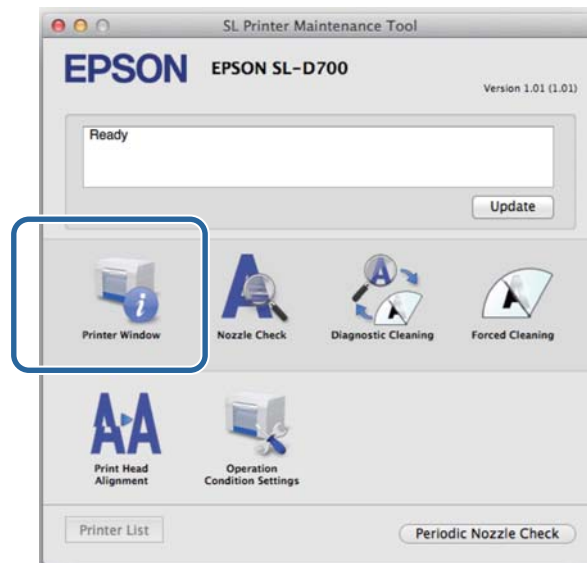 SL Printer Maintenance Tool
EPSON EPSON SL-D700
Version 1.01 (1.01)
Ready
Update
Printer Window
Nozzle Check
Diagnostic Cleaning
Forced Cleaning
Print Head
Alignment
Operation
Condition Settings
Printer List
Periodic Nozzle Check